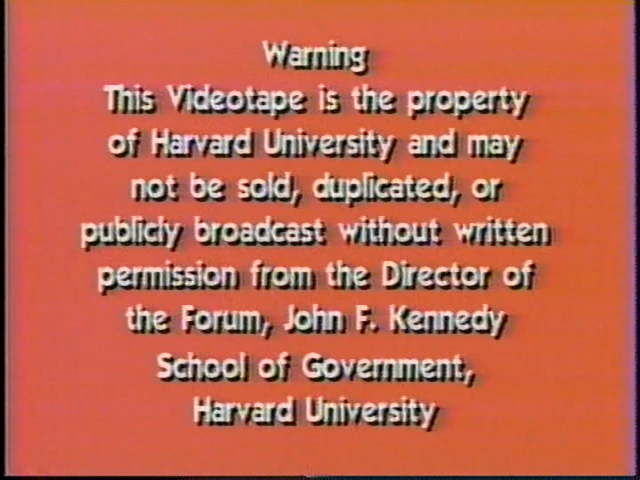 Warning
This Videotape is the property
of Harvard University and may
not be sold, duplicated, or
publicly broadcast without written
permission from the Director of
the Forum, John F. Kennedy
School of Government,
Harvard University